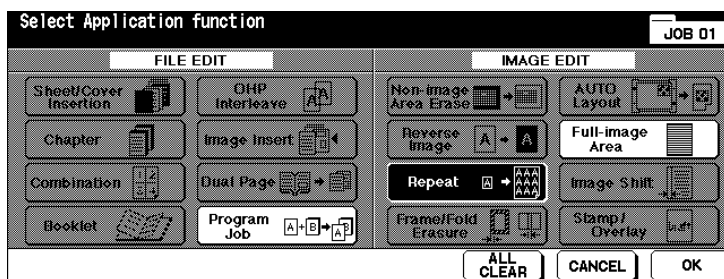 Select Application function
JOB 01
FILE EDIT
IMAGE EDIT
Sheet/Cover
Insertion
OHP
Interleave
Non-image
Area Erase
AUTO
Layout
Chapter
Image Insert
Reverse
Image
Full-image
Area
Combination
Dual Page
Repeat
Image Shift
Booklet
Program
Job
Frame/Fold
Erasure
Stamp/
Overlay
ALL
CLEAR
CANCEL
OK